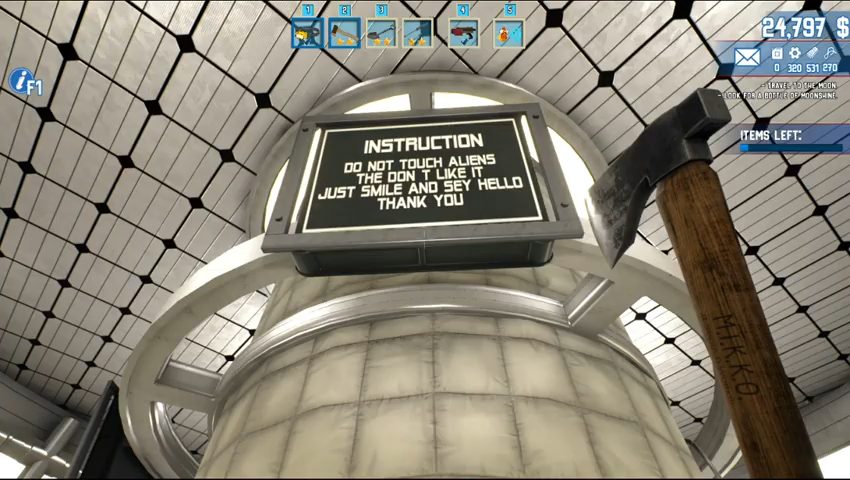 1 2 3 4 5
24,797 $
0 320 531 270
- TRAVEL TO THE MOON.
- LOOK FOR A BOTTLE OF MOONSHINE.
ITEMS LEFT:
i F1
INSTRUCTION
DO NOT TOUCH ALIENS
THE DON T LIKE IT
JUST SMILE AND SEY HELLO
THANK YOU
MIKKO